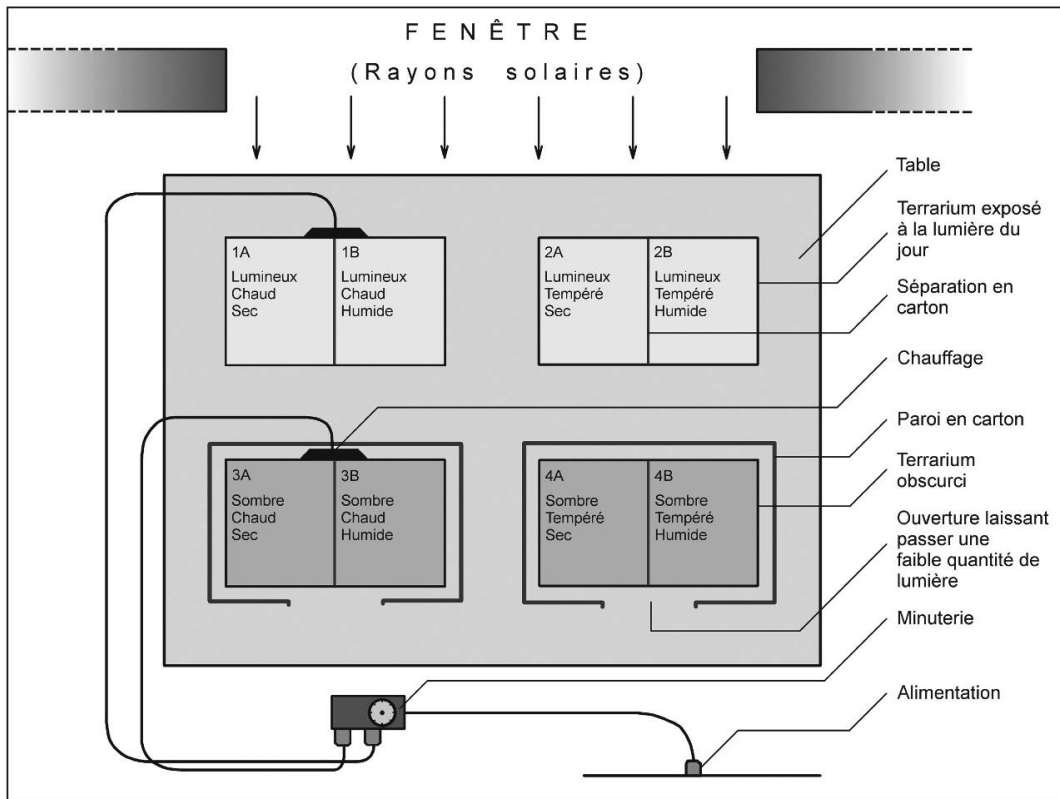 FENÊTRE
(Rayons solaires)
1A
Lumineux
Chaud
Sec
1B
Lumineux
Chaud
Humide
2A
Lumineux
Tempéré
Sec
2B
Lumineux
Tempéré
Humide
3A
Sombre
Chaud
Sec
3B
Sombre
Chaud
Humide
4A
Sombre
Tempéré
Sec
4B
Sombre
Tempéré
Humide
Table
Terrarium exposé
à la lumière du
jour
Séparation en
carton
Chauffage
Paroi en carton
Terrarium
obscurci
Ouverture laissant
passer une
faible quantité de
lumière
Minuterie
Alimentation